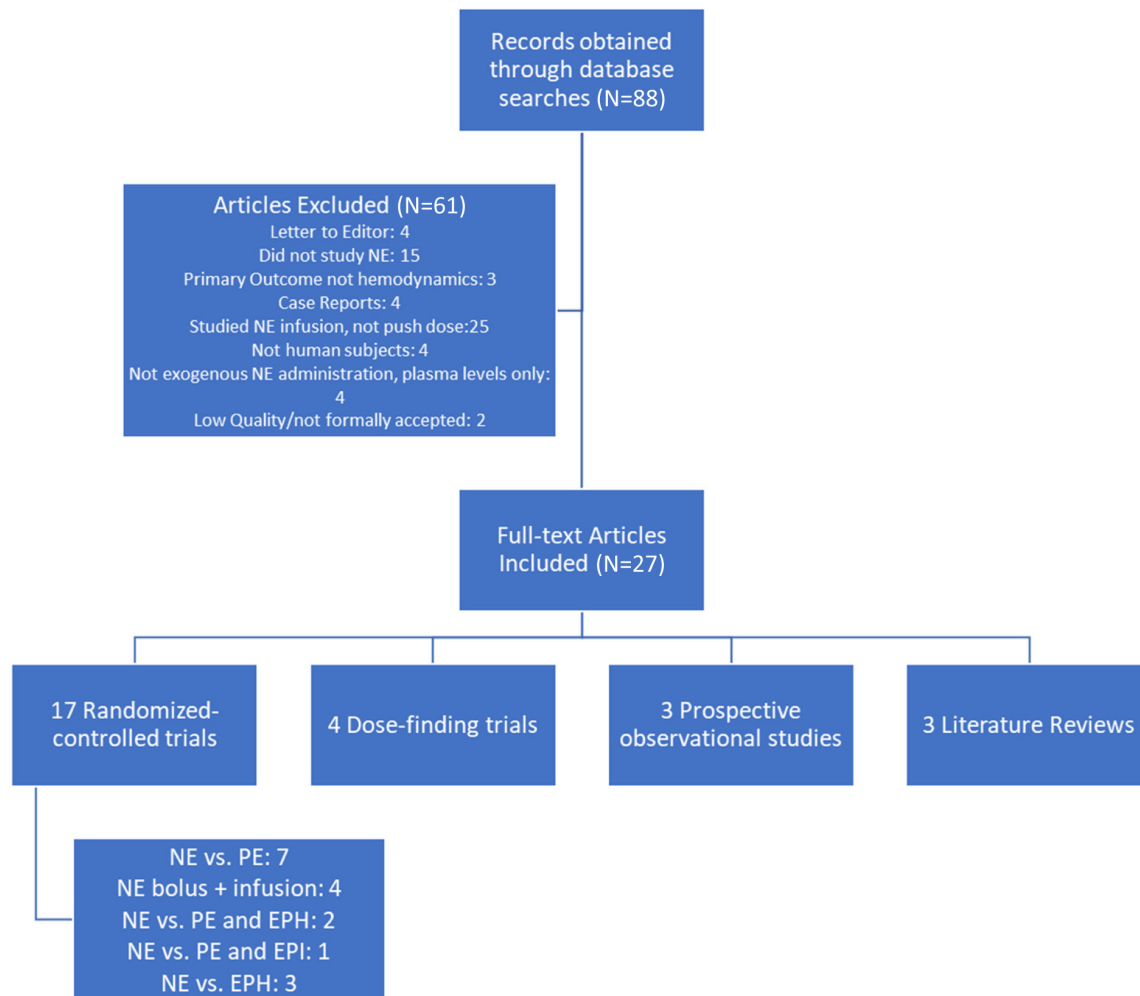 Records obtained
through database
searches (N=88)
Articles Excluded (N=61)
Letter to Editor: 4
Did not study NE: 15
Primary Outcome not hemodynamics: 3
Case Reports: 4
Studied NE infusion, not push dose:25
Not human subjects: 4
Not exogenous NE administration, plasma levels only:
4
Low Quality/not formally accepted: 2
Full-text Articles
Included (N=27)
17 Randomized-
controlled trials
4 Dose-finding trials
3 Prospective
observational studies
3 Literature Reviews
NE vs. PE: 7
NE bolus + infusion: 4
NE vs. PE and EPH: 2
NE vs. PE and EPI: 1
NE vs. EPH: 3